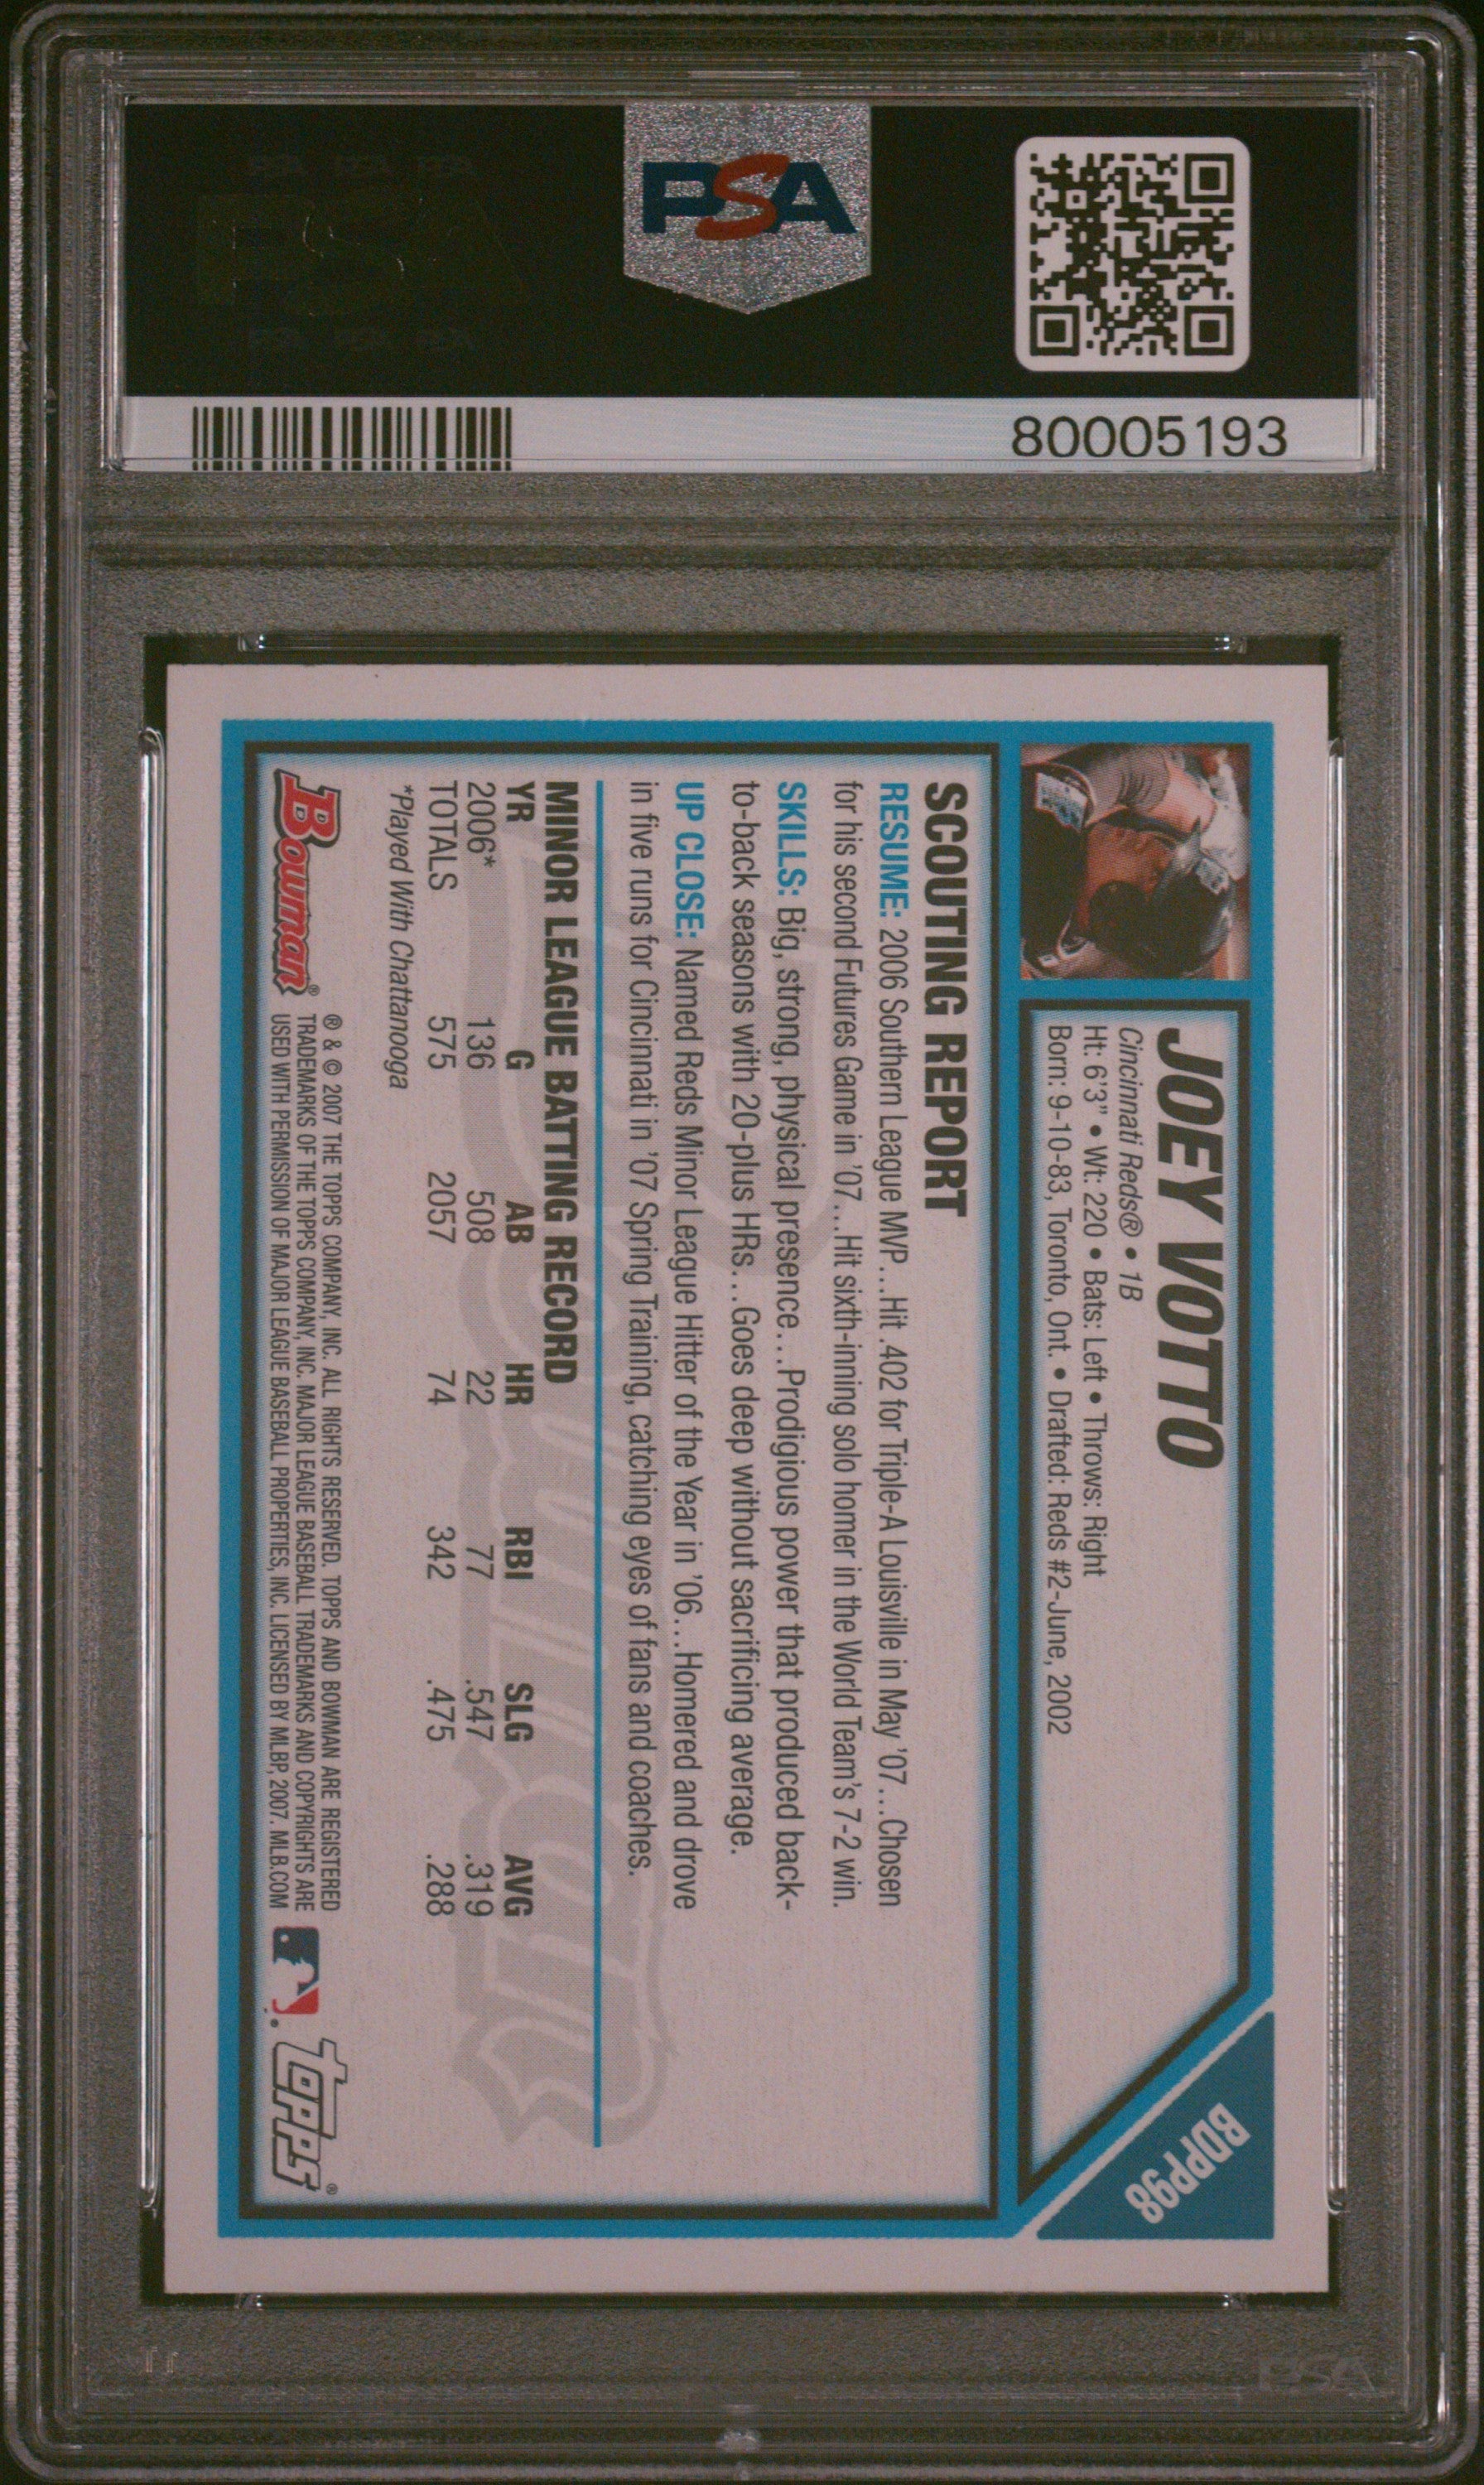 PSA
80005193
JOEY VOTTO
Cincinnati Reds® • 1B
Ht: 6'3" • Wt: 220 • Bats: Left • Throws: Right
Born: 9-10-83, Toronto, Ont. • Drafted: Reds #2-June, 2002
BDPP98
SCOUTING REPORT
RESUME: 2006 Southern League MVP…Hit .402 for Triple-A Louisville in May '07…Chosen
for his second Futures Game in '07…Hit sixth-inning solo homer in the World Team's 7-2 win.
SKILLS: Big, strong, physical presence…Prodigious power that produced back-
to-back seasons with 20-plus HRs…Goes deep without sacrificing average.
UP CLOSE: Named Reds Minor League Hitter of the Year in '06…Homered and drove
in five runs for Cincinnati in '07 Spring Training, catching eyes of fans and coaches.
MINOR LEAGUE BATTING RECORD
YR G AB HR RBI SLG AVG
2006* 136 508 22 77 .547 .319
TOTALS 575 2057 74 342 .475 .288
*Played With Chattanooga
Bowman®
® & © 2007 THE TOPPS COMPANY, INC. ALL RIGHTS RESERVED. TOPPS AND BOWMAN ARE REGISTERED
TRADEMARKS OF THE TOPPS COMPANY, INC. MAJOR LEAGUE BASEBALL TRADEMARKS AND COPYRIGHTS ARE
USED WITH PERMISSION OF MAJOR LEAGUE BASEBALL PROPERTIES, INC. LICENSED BY MLBP, 2007. MLB.COM
topps®
PSA